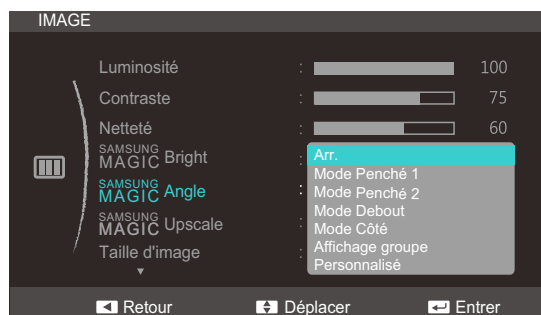 IMAGE
Luminosité : 100
Contraste : 75
Netteté : 60
SAMSUNG MAGIC Bright :
SAMSUNG MAGIC Angle :
SAMSUNG MAGIC Upscale :
Taille d'image :
Arr.
Mode Penché 1
Mode Penché 2
Mode Debout
Mode Côté
Affichage groupe
Personnalisé
Retour Déplacer Entrer